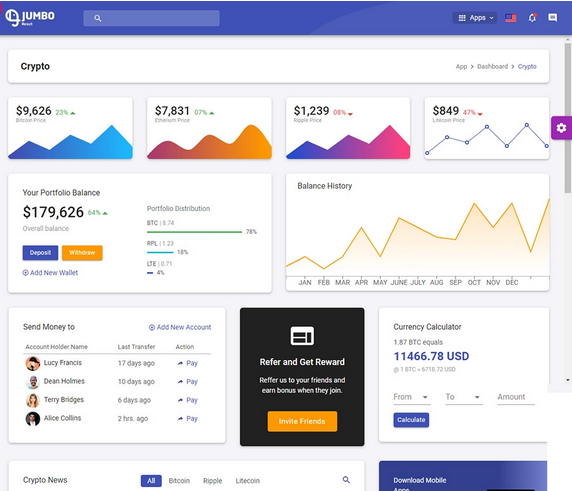 JUMBO
React
Apps
Crypto
App > Dashboard > Crypto
$9,626 23%
Bitcoin Price
$7,831 07%
Etherium Price
$1,239 08%
Ripple Price
$849 47%
Litecoin Price
Your Portfolio Balance
$179,626 64%
Overall balance
Deposit
Withdraw
Add New Wallet
Portfolio Distribution
BTC | 8.74
78%
RPL | 1.23
18%
LTE | 0.71
4%
Balance History
JAN FEB MAR APR MAY JUNE JULY AUG SEP OCT NOV DEC
Send Money to
Add New Account
Account Holder Name Last Transfer Action
Lucy Francis 17 days ago Pay
Dean Holmes 10 days ago Pay
Terry Bridges 6 days ago Pay
Alice Collins 2 hrs. ago Pay
Refer and Get Reward
Reffer us to your friends and
earn bonus when they join.
Invite Friends
Currency Calculator
1.87 BTC equals
11466.78 USD
@ 1 BTC = 6718.72 USD
From To Amount
Calculate
Crypto News
All Bitcoin Ripple Litecoin
Download Mobile
Apps